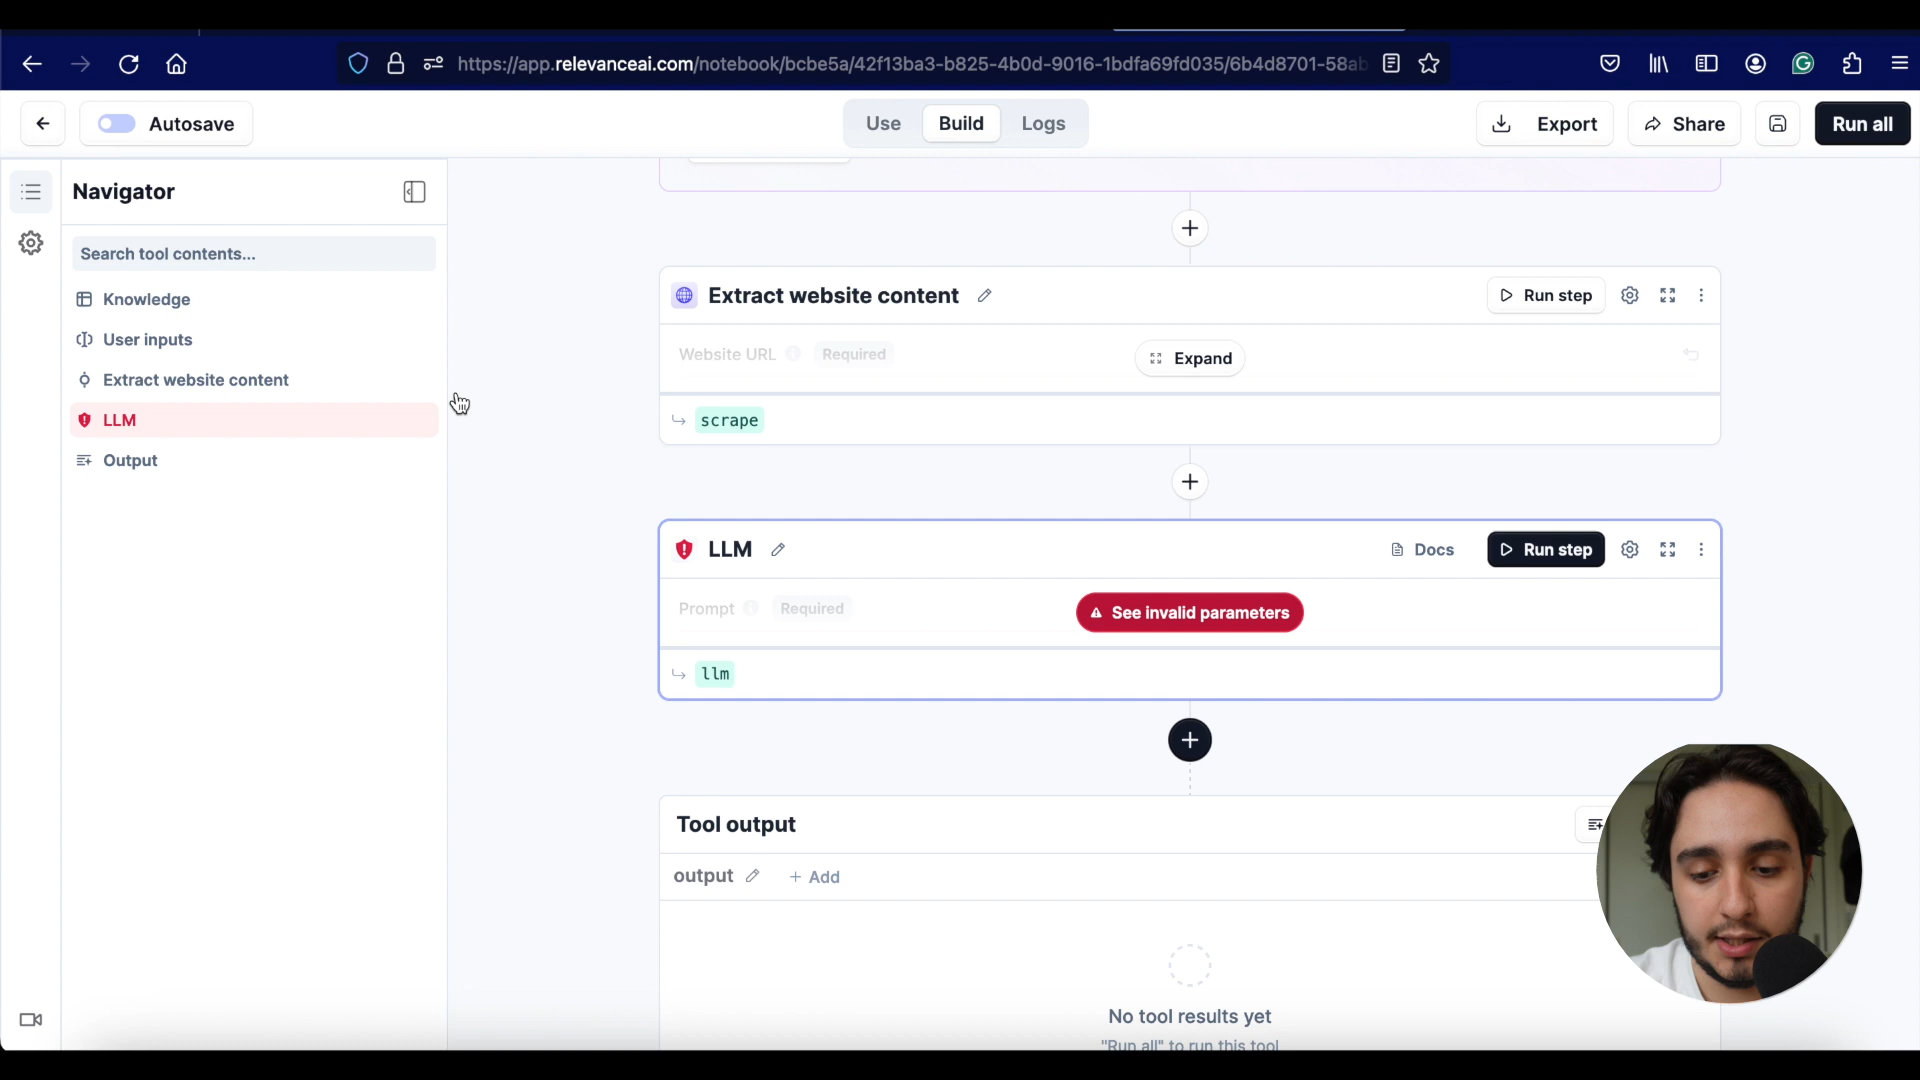 https://app.relevanceai.com/notebook/bcbe5a/42f13ba3-b825-4b0d-9016-1bdfa69fd035/6b4d8701-58ab
Autosave
Use
Build
Logs
Export
Share
Run all
Navigator
Search tool contents...
Knowledge
User inputs
Extract website content
LLM
Output
Extract website content
Run step
Website URL
Required
Expand
scrape
LLM
Docs
Run step
Prompt
Required
See invalid parameters
llm
Tool output
output
+ Add
No tool results yet
"Run all" to run this tool